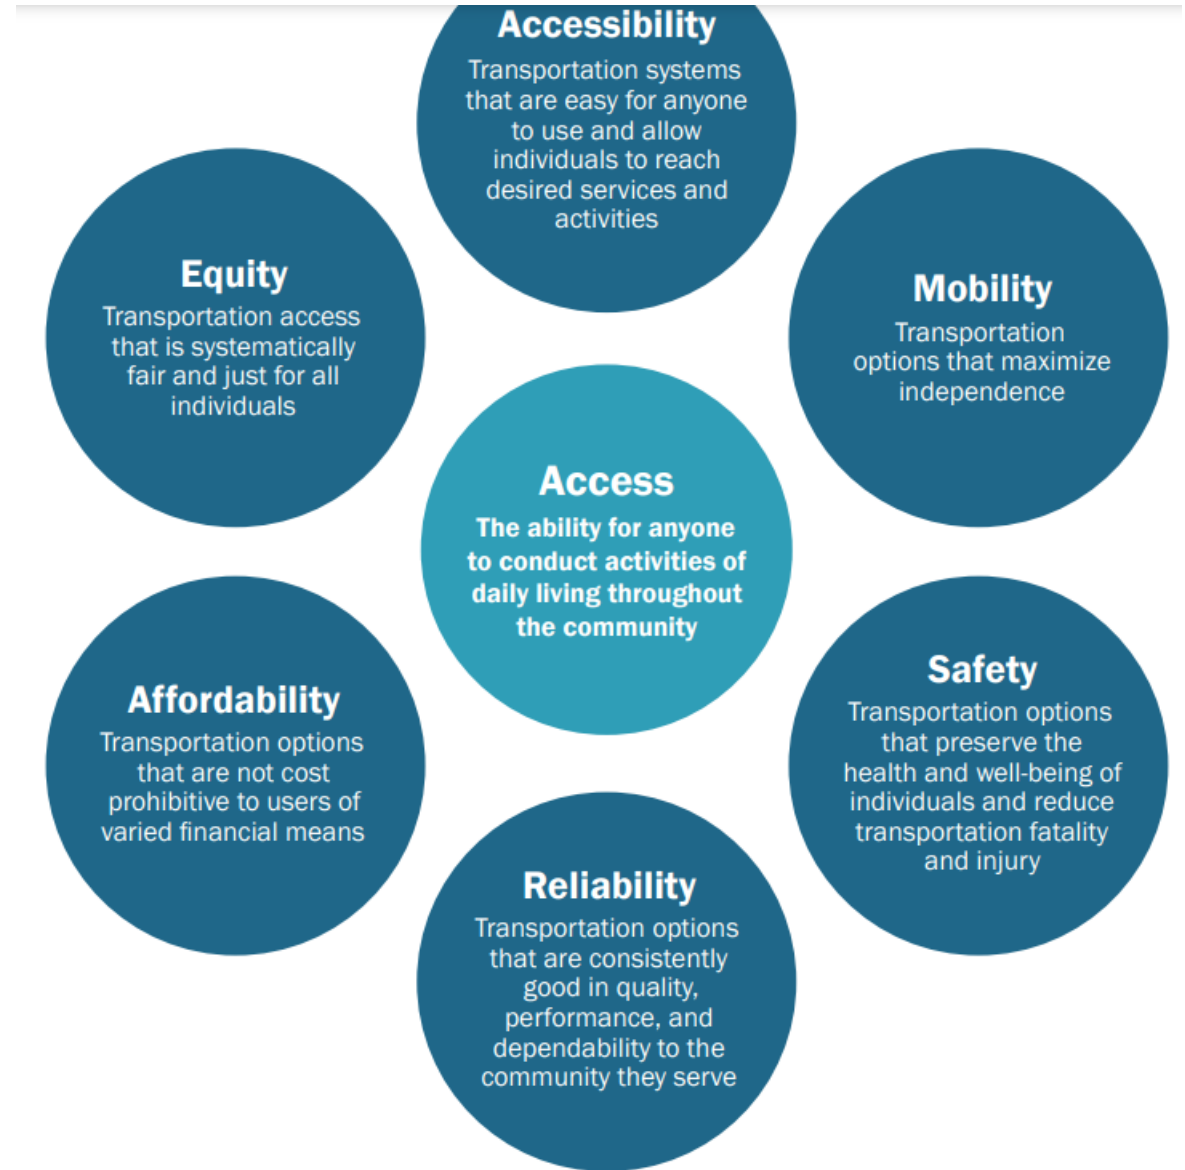 Accessibility
Transportation systems
that are easy for anyone
to use and allow
individuals to reach
desired services and
activities
Equity
Transportation access
that is systematically
fair and just for all
individuals
Mobility
Transportation
options that maximize
independence
Access
The ability for anyone
to conduct activities of
daily living throughout
the community
Affordability
Transportation options
that are not cost
prohibitive to users of
varied financial means
Safety
Transportation options
that preserve the
health and well-being of
individuals and reduce
transportation fatality
and injury
Reliability
Transportation options
that are consistently
good in quality,
performance, and
dependability to the
community they serve